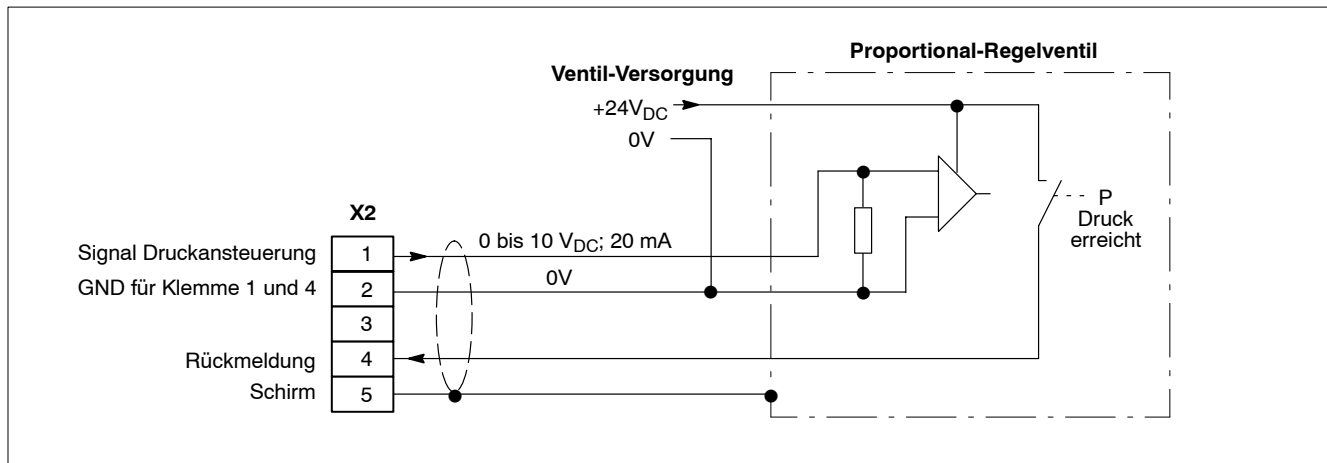 Proportional-Regelventil
Ventil-Versorgung
+24VDC
0V
X2
Signal Druckansteuerung
1
0 bis 10 VDC; 20 mA
GND für Klemme 1 und 4
2
0V
3
Rückmeldung
4
Schirm
5
P
Druck
erreicht